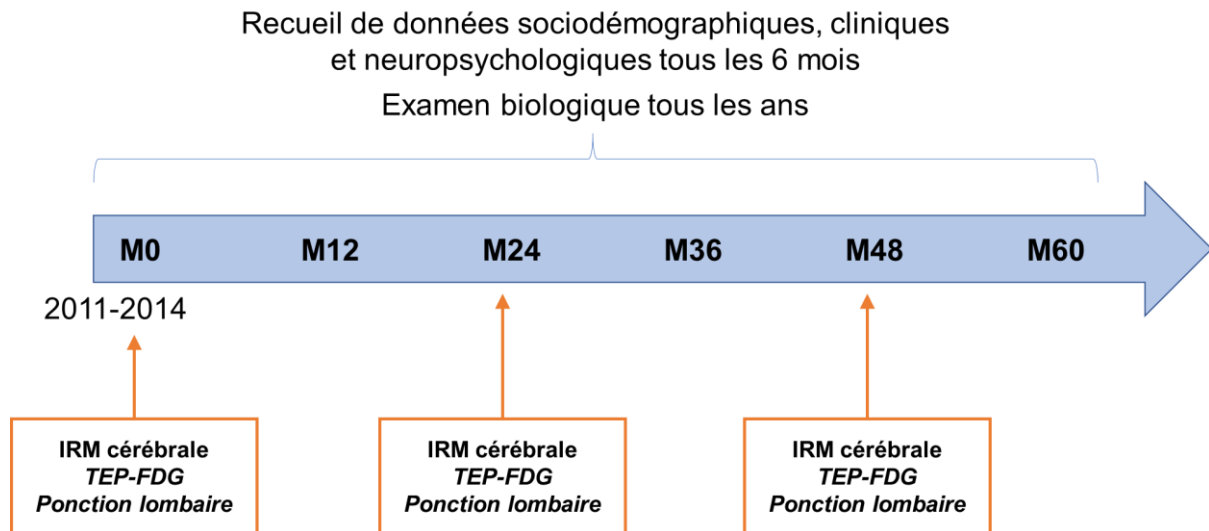 Recueil de données sociodémographiques, cliniques
et neuropsychologiques tous les 6 mois
Examen biologique tous les ans
M0 M12 M24 M36 M48 M60
2011-2014
IRM cérébrale
TEP-FDG
Ponction lombaire
IRM cérébrale
TEP-FDG
Ponction lombaire
IRM cérébrale
TEP-FDG
Ponction lombaire